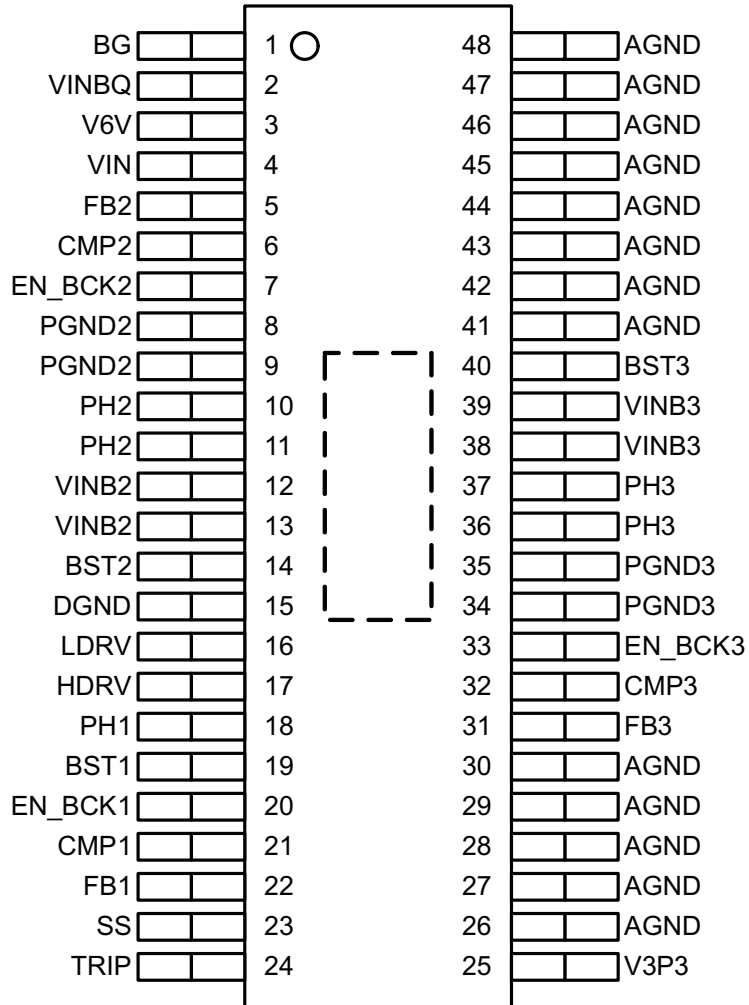 BG 1 48 AGND
VINBQ 2 47 AGND
V6V 3 46 AGND
VIN 4 45 AGND
FB2 5 44 AGND
CMP2 6 43 AGND
EN_BCK2 7 42 AGND
PGND2 8 41 AGND
PGND2 9 40 BST3
PH2 10 39 VINB3
PH2 11 38 VINB3
VINB2 12 37 PH3
VINB2 13 36 PH3
BST2 14 35 PGND3
DGND 15 34 PGND3
LDRV 16 33 EN_BCK3
HDRV 17 32 CMP3
PH1 18 31 FB3
BST1 19 30 AGND
EN_BCK1 20 29 AGND
CMP1 21 28 AGND
FB1 22 27 AGND
SS 23 26 AGND
TRIP 24 25 V3P3